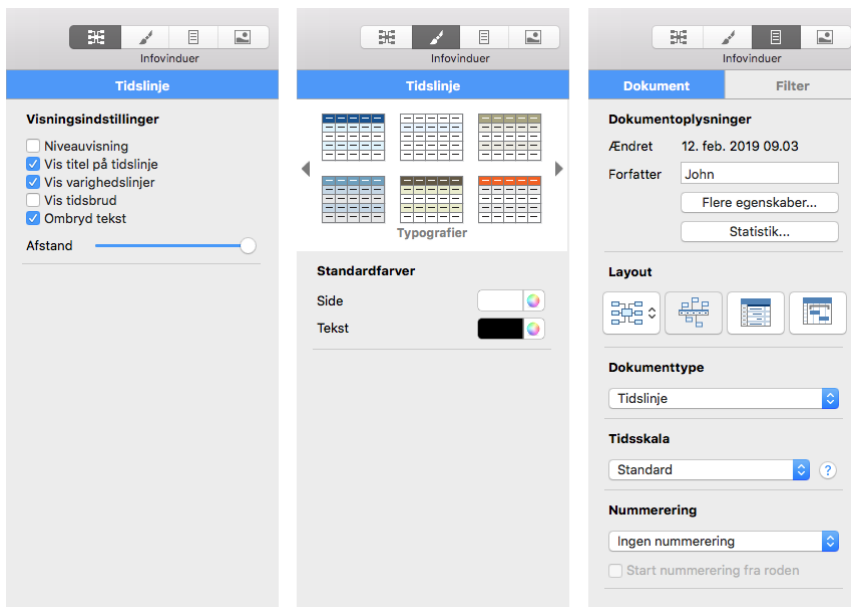 Infovinduer
Tidslinje
Visningsindstillinger
Niveauvisning
Vis titel på tidslinje
Vis varighedslinjer
Vis tidsbrud
Ombryd tekst
Afstand
Infovinduer
Tidslinje
Typografier
Standardfarver
Side
Tekst
Infovinduer
Dokument Filter
Dokumentoplysninger
Ændret 12. feb. 2019 09.03
Forfatter John
Flere egenskaber...
Statistik...
Layout
Dokumenttype
Tidslinje
Tidsskala
Standard ?
Nummerering
Ingen nummerering
Start nummerering fra roden